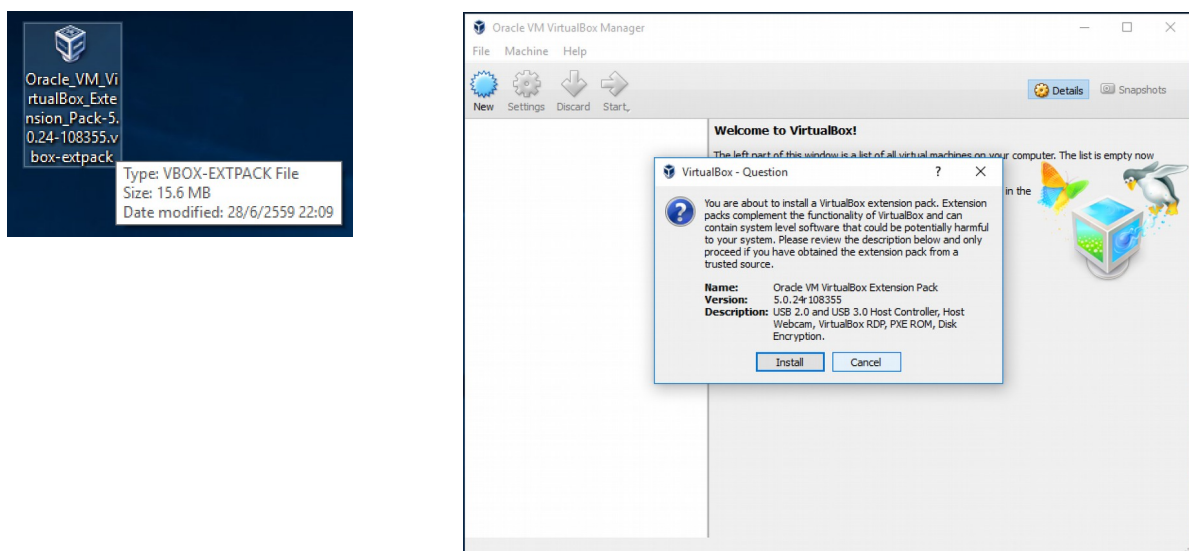 Oracle_VM_Vi
rtualBox_Exte
nsion_Pack-5.
0.24-108355.v
box-extpack
Type: VBOX-EXTPACK File
Size: 15.6 MB
Date modified: 28/6/2559 22:09
Oracle VM VirtualBox Manager
File Machine Help
New Settings Discard Start
Details Snapshots
Welcome to VirtualBox!
The left part of this window is a list of all virtual machines on your computer. The list is empty now
in the
VirtualBox - Question
You are about to install a VirtualBox extension pack. Extension
packs complement the functionality of VirtualBox and can
contain system level software that could be potentially harmful
to your system. Please review the description below and only
proceed if you have obtained the extension pack from a
trusted source.
Name: Oracle VM VirtualBox Extension Pack
Version: 5.0.24r108355
Description: USB 2.0 and USB 3.0 Host Controller, Host
Webcam, VirtualBox RDP, PXE ROM, Disk
Encryption.
Install Cancel